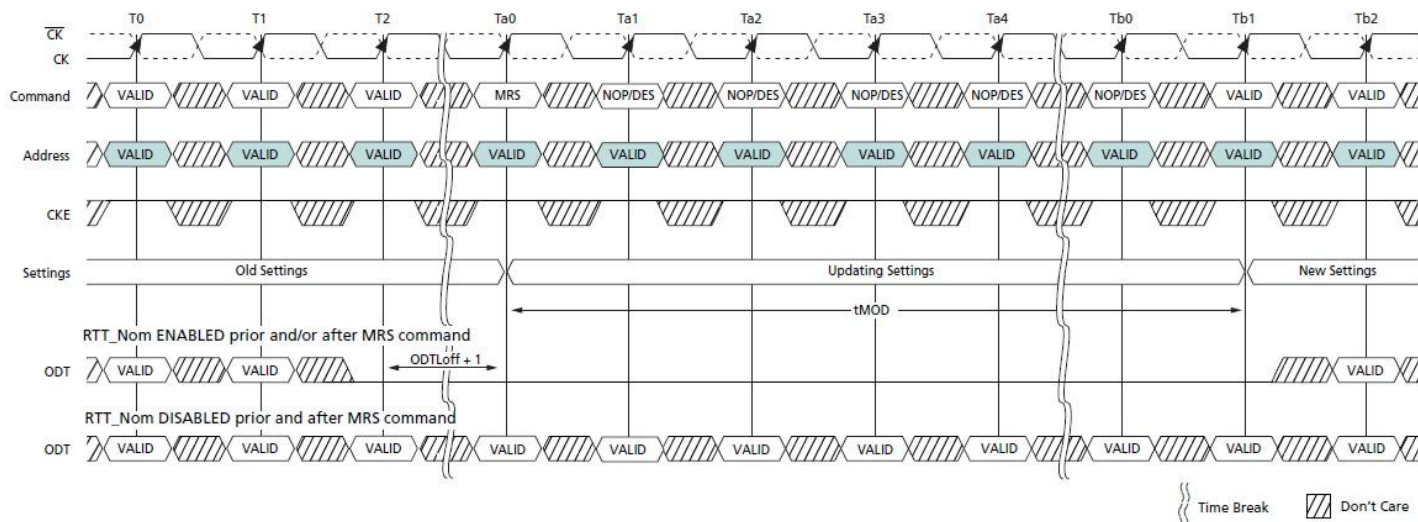 T0 T1 T2 Ta0 Ta1 Ta2 Ta3 Ta4 Tb0 Tb1 Tb2
CK
CK
Command VALID VALID VALID MRS NOP/DES NOP/DES NOP/DES NOP/DES NOP/DES VALID VALID
Address VALID VALID VALID VALID VALID VALID VALID VALID VALID VALID VALID
CKE
Settings Old Settings Updating Settings New Settings
tMOD
RTT_Nom ENABLED prior and/or after MRS command
ODTLoff + 1
ODT VALID VALID VALID
RTT_Nom DISABLED prior and after MRS command
ODT VALID VALID VALID VALID VALID VALID VALID VALID VALID VALID VALID
Time Break Don't Care